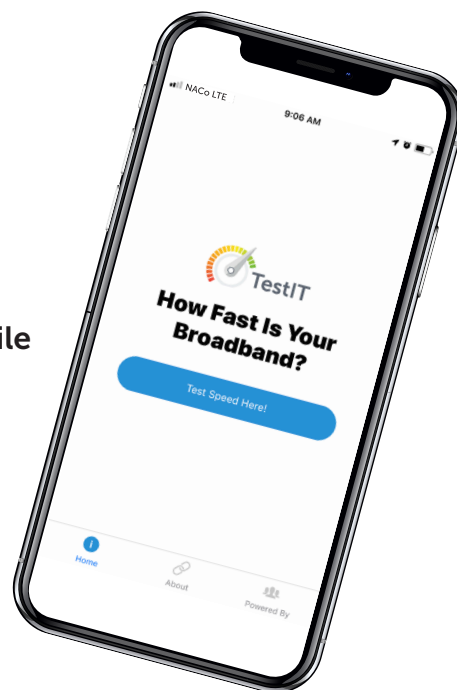 NACo LTE
9:06 AM
TestIT
How Fast Is Your
Broadband?
ile
Test Speed Here!
Home
About
Powered By